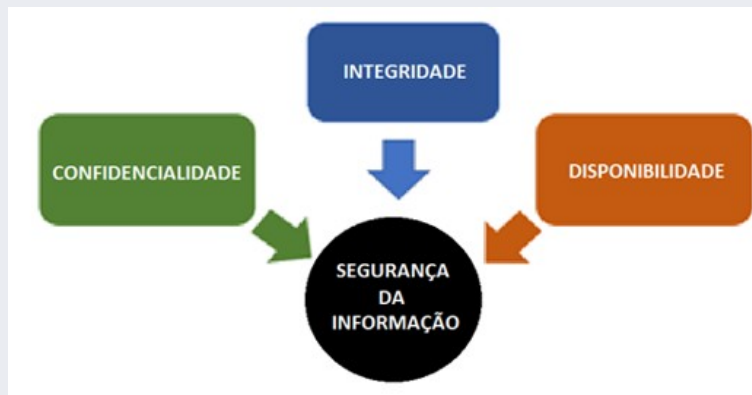 INTEGRIDADE
CONFIDENCIALIDADE
DISPONIBILIDADE
SEGURANÇA
DA
INFORMAÇÃO